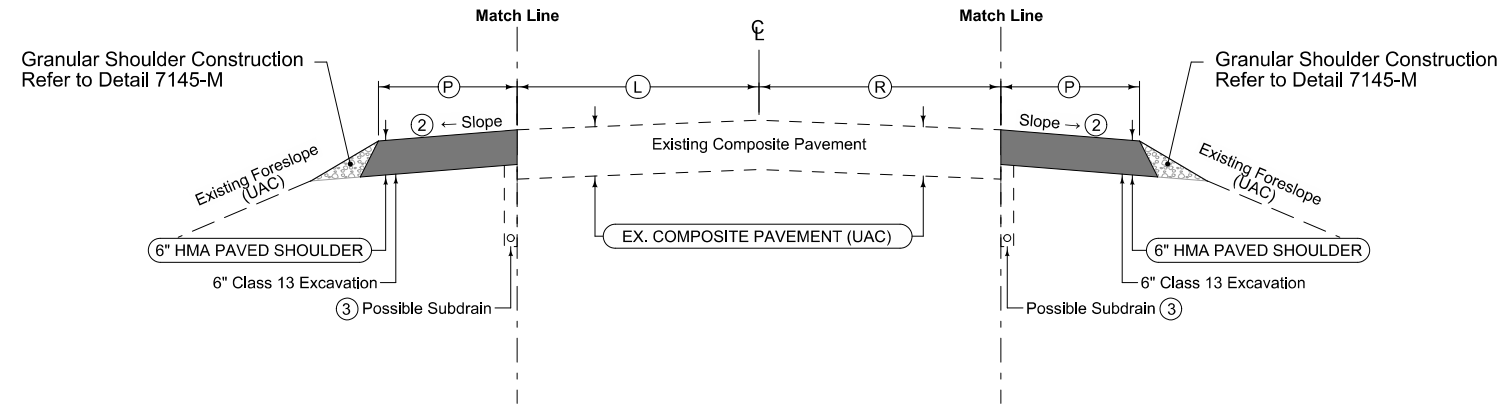 Match Line
Match Line
℄
Granular Shoulder Construction
Refer to Detail 7145-M
Granular Shoulder Construction
Refer to Detail 7145-M
P
L
R
P
2 ← Slope
Slope → 2
Existing Composite Pavement
Existing Foreslope
(UAC)
Existing Foreslope
(UAC)
6" HMA PAVED SHOULDER
EX. COMPOSITE PAVEMENT (UAC)
6" HMA PAVED SHOULDER
6" Class 13 Excavation
6" Class 13 Excavation
3 Possible Subdrain
Possible Subdrain 3